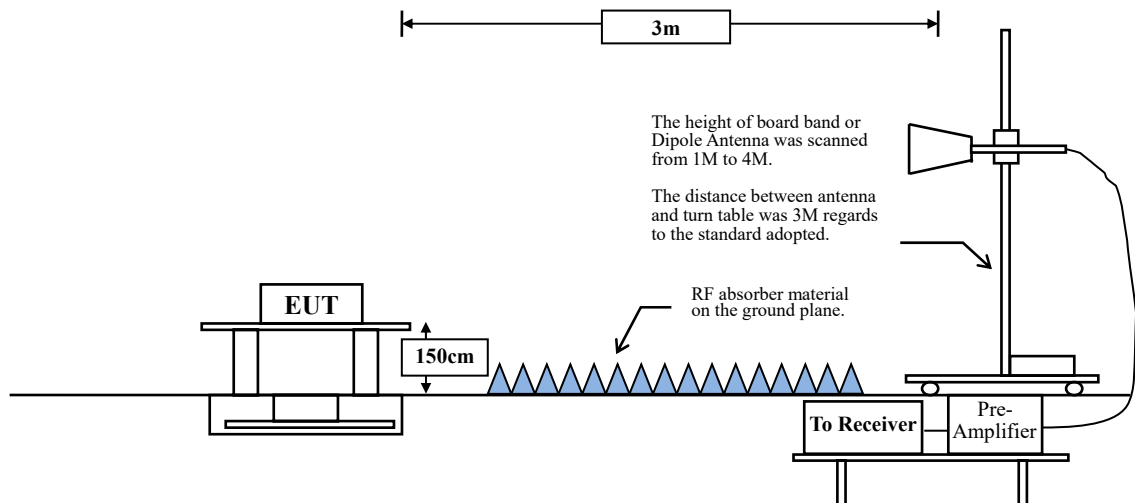 3m
The height of board band or
Dipole Antenna was scanned
from 1M to 4M.
The distance between antenna
and turn table was 3M regards
to the standard adopted.
RF absorber material
on the ground plane.
EUT
150cm
To Receiver
Pre-
Amplifier